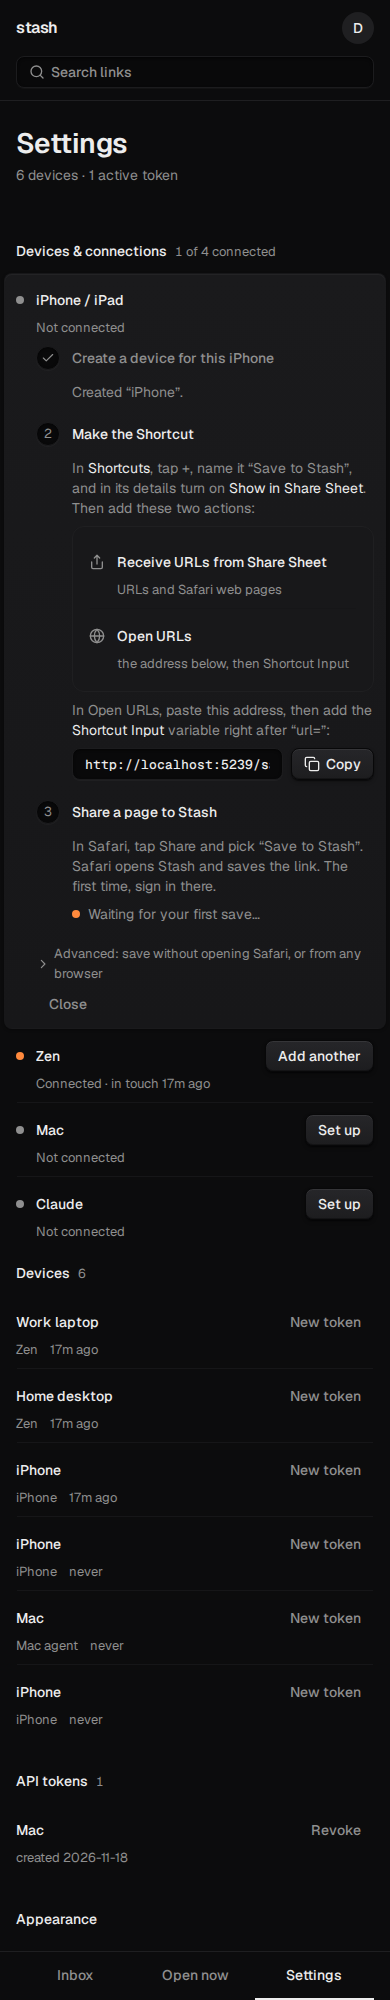 stash
D
Search links
Settings
6 devices · 1 active token
Devices & connections 1 of 4 connected
iPhone / iPad
Not connected
Create a device for this iPhone
Created “iPhone”.
2 Make the Shortcut
In Shortcuts, tap +, name it “Save to Stash”,
and in its details turn on Show in Share Sheet.
Then add these two actions:
Receive URLs from Share Sheet
URLs and Safari web pages
Open URLs
the address below, then Shortcut Input
In Open URLs, paste this address, then add the
Shortcut Input variable right after “url=”:
http://localhost:5239/s
Copy
3 Share a page to Stash
In Safari, tap Share and pick “Save to Stash”.
Safari opens Stash and saves the link. The
first time, sign in there.
Waiting for your first save…
Advanced: save without opening Safari, or from any
browser
Close
Zen
Add another
Connected · in touch 17m ago
Mac
Set up
Not connected
Claude
Set up
Not connected
Devices 6
Work laptop
New token
Zen 17m ago
Home desktop
New token
Zen 17m ago
iPhone
New token
iPhone 17m ago
iPhone
New token
iPhone never
Mac
New token
Mac agent never
iPhone
New token
iPhone never
API tokens 1
Mac
Revoke
created 2026-11-18
Appearance
Inbox
Open now
Settings